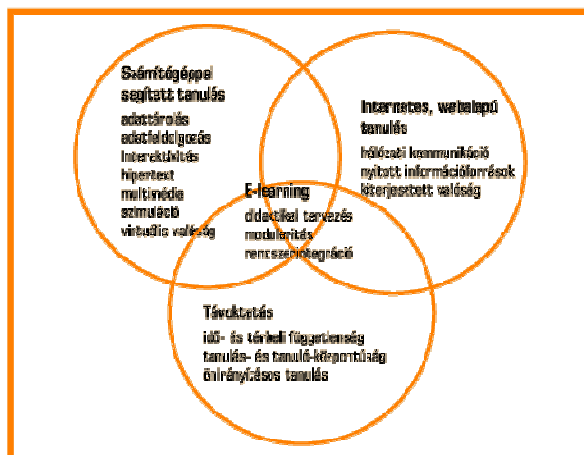 Számítógéppel
segített tanulás
adattárolás
adatfeldolgozás
interaktivitás
hipertext
multimédia
szimuláció
virtuális valóság
Internetes, webalapú
tanulás
hálózati kommunikáció
nyitott információforrások
kiterjesztett valóság
E-learning
didaktikai tervezés
modularitás
rendszerintegráció
Távoktatás
idő- és térbeli függetlenség
tanulás- és tanuló-központúság
önirányításos tanulás